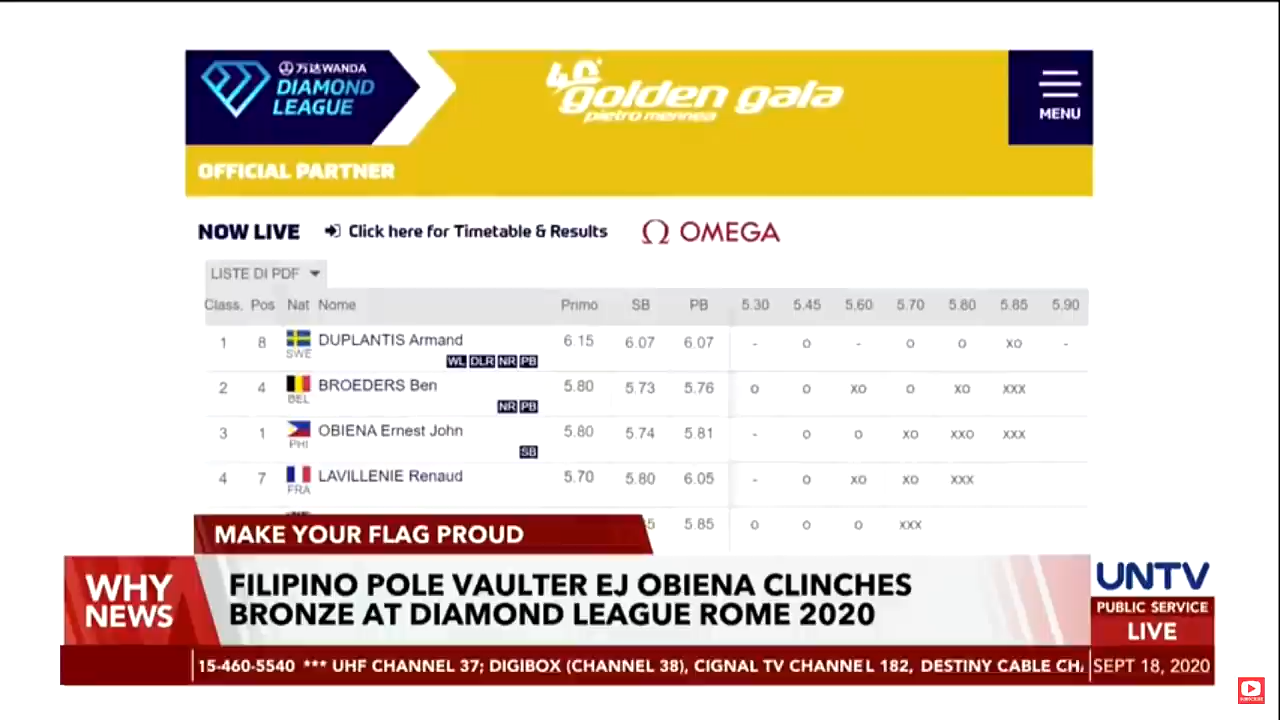 万达WANDA
DIAMOND
LEAGUE
40°
golden gala
pietro mennea
MENU
OFFICIAL PARTNER
NOW LIVE Click here for Timetable & Results Ω OMEGA
LISTE DI PDF
Class. Pos Nat Nome Primo SB PB 5.30 5.45 5.60 5.70 5.80 5.85 5.90
1 8 SWE DUPLANTIS Armand 6.15 6.07 6.07 - o - o o xo -
WL DLR NR PB
2 4 BEL BROEDERS Ben 5.80 5.73 5.76 o o xo o xo xxx
NR PB
3 1 PHI OBIENA Ernest John 5.80 5.74 5.81 - o o xo xxo xxx
SB
4 7 FRA LAVILLENIE Renaud 5.70 5.80 6.05 - o xo xo xxx
5.85 o o o xxx
MAKE YOUR FLAG PROUD
WHY
NEWS
FILIPINO POLE VAULTER EJ OBIENA CLINCHES
BRONZE AT DIAMOND LEAGUE ROME 2020
UNTV
PUBLIC SERVICE
LIVE
15-460-5540 *** UHF CHANNEL 37; DIGIBOX (CHANNEL 38), CIGNAL TV CHANNEL 182, DESTINY CABLE CHA
SEPT 18, 2020